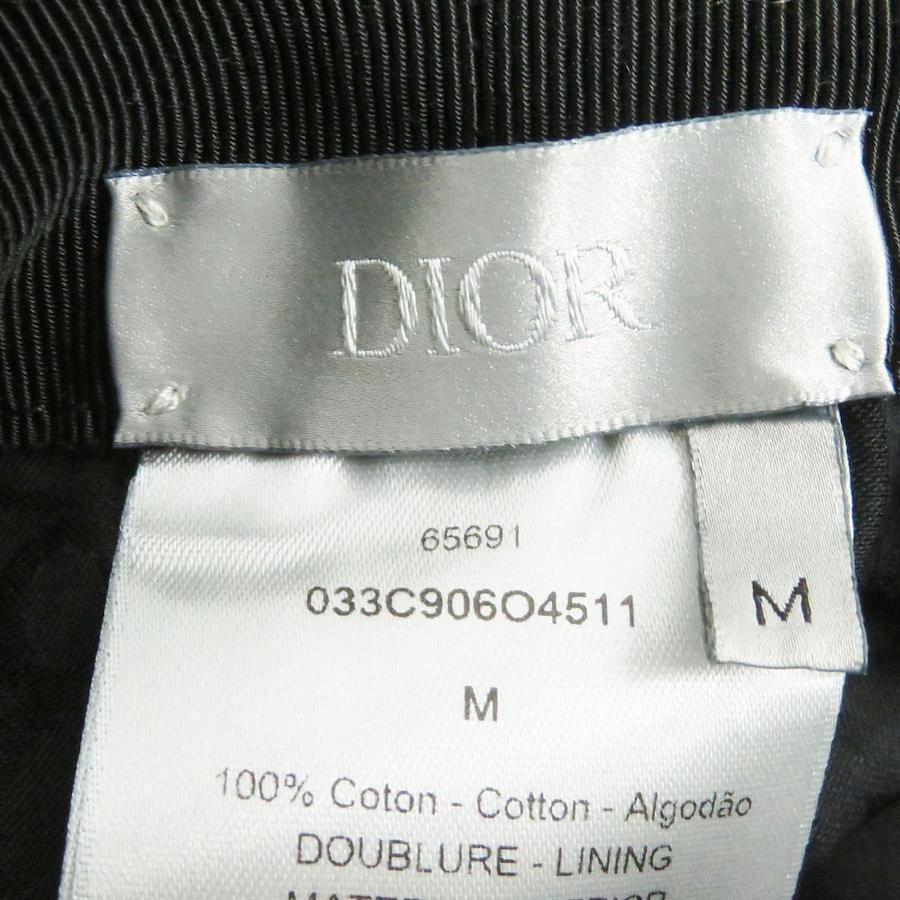 DIOR
65691
033C906O4511
M
M
100% Coton - Cotton - Algodão
DOUBLURE - LINING